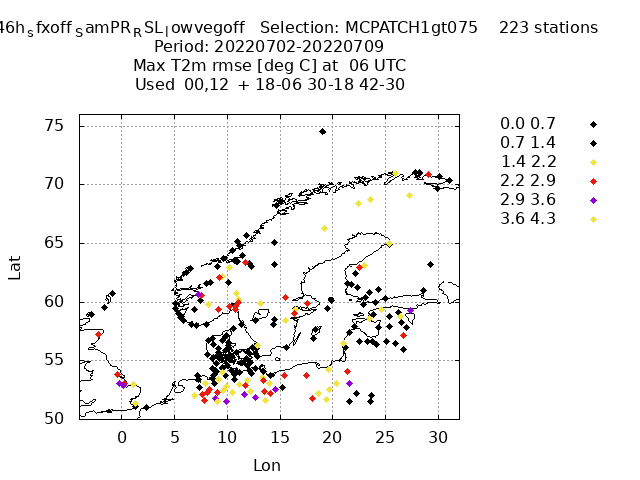 46h_s fxoff_S amPR_R SL_l owvegoff Selection: MCPATCH1gt075 223 stations
Period: 20220702-20220709
Max T2m rmse [deg C] at 06 UTC
Used 00,12 + 18-06 30-18 42-30
0.0 0.7
0.7 1.4
1.4 2.2
2.2 2.9
2.9 3.6
3.6 4.3
75
70
65
60
55
50
Lat
0 5 10 15 20 25 30
Lon